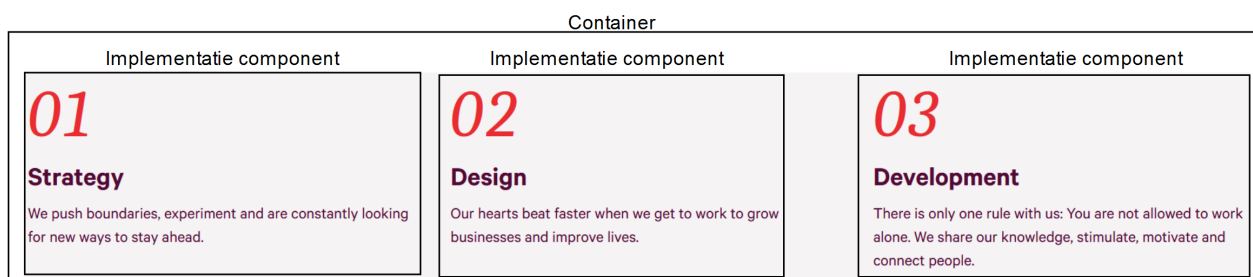 Container
Implementatie component
Implementatie component
Implementatie component
01
Strategy
We push boundaries, experiment and are constantly looking
for new ways to stay ahead.
02
Design
Our hearts beat faster when we get to work to grow
businesses and improve lives.
03
Development
There is only one rule with us: You are not allowed to work
alone. We share our knowledge, stimulate, motivate and
connect people.